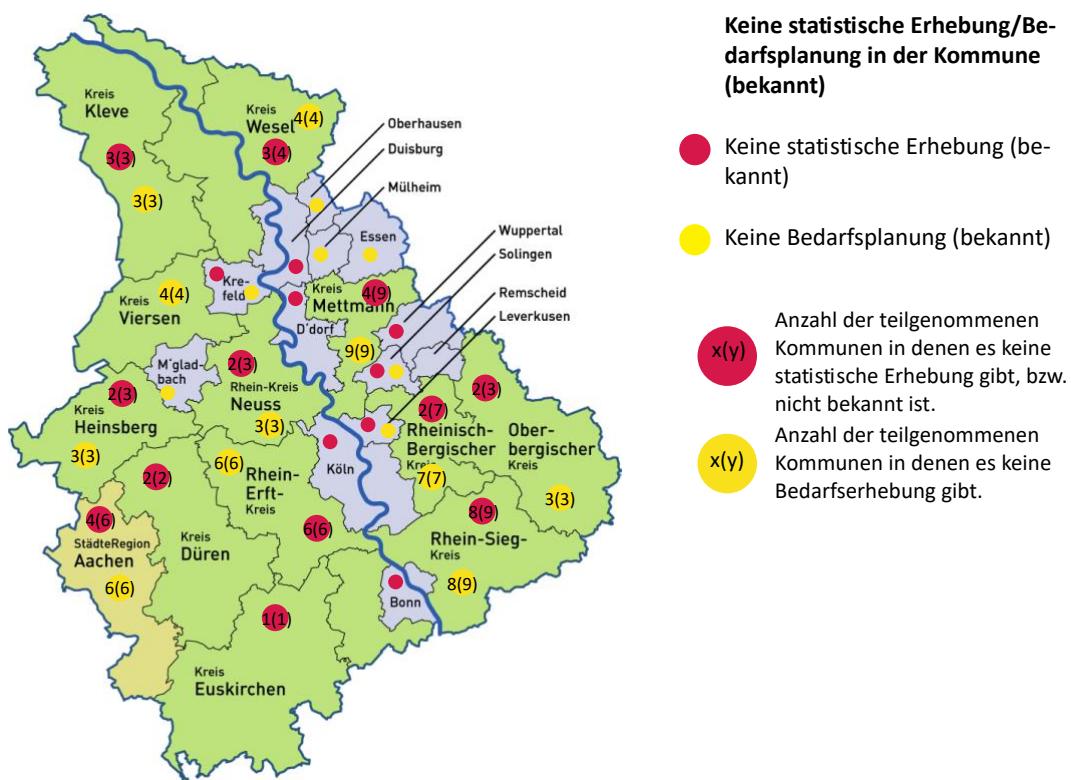 Keine statistische Erhebung/Be-
darfsplanung in der Kommune
(bekannt)
Keine statistische Erhebung (be-
kannt)
Keine Bedarfsplanung (bekannt)
x(y)
Anzahl der teilgenommenen
Kommunen in denen es keine
statistische Erhebung gibt, bzw.
nicht bekannt ist.
x(y)
Anzahl der teilgenommenen
Kommunen in denen es keine
Bedarfserhebung gibt.
Kreis
Kleve
3(3)
3(3)
Kreis
Wesel
4(4)
3(4)
Oberhausen
Duisburg
Mülheim
Essen
Wuppertal
Solingen
Remscheid
Leverkusen
Kre-
feld
Kreis
Viersen
4(4)
Kreis
Mettmann
4(9)
9(9)
D'dorf
M'glad-
bach
2(3)
Rhein-Kreis
Neuss
3(3)
2(3)
Kreis
Heinsberg
3(3)
2(7)
Rheinisch-
Bergischer
Kreis
7(7)
2(3)
Ober-
bergischer
Kreis
3(3)
Köln
6(6)
Rhein-
Erft-
Kreis
6(6)
2(2)
Kreis
Düren
4(6)
StädteRegion
Aachen
6(6)
8(9)
Rhein-Sieg-
Kreis
8(9)
Bonn
1(1)
Kreis
Euskirchen